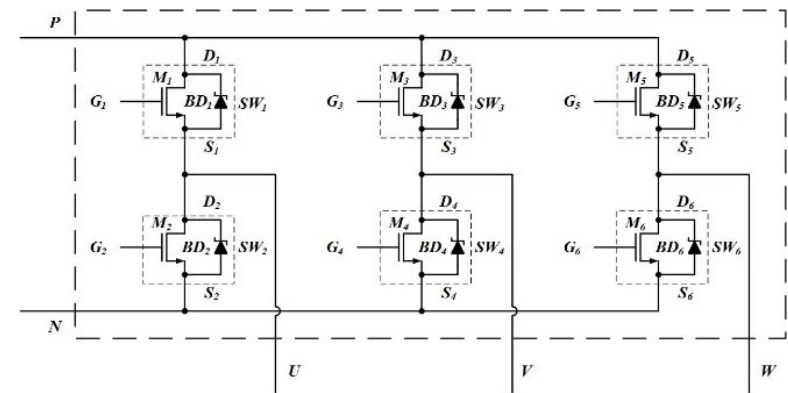 P
D1 D3 D5
M1 M3 M5
G1 BD1 SW1 G3 BD3 SW3 G5 BD5 SW5
S1 S3 S5
D2 D4 D6
M2 M4 M6
G2 BD2 SW2 G4 BD4 SW4 G6 BD6 SW6
S2 S4 S6
N
U V W